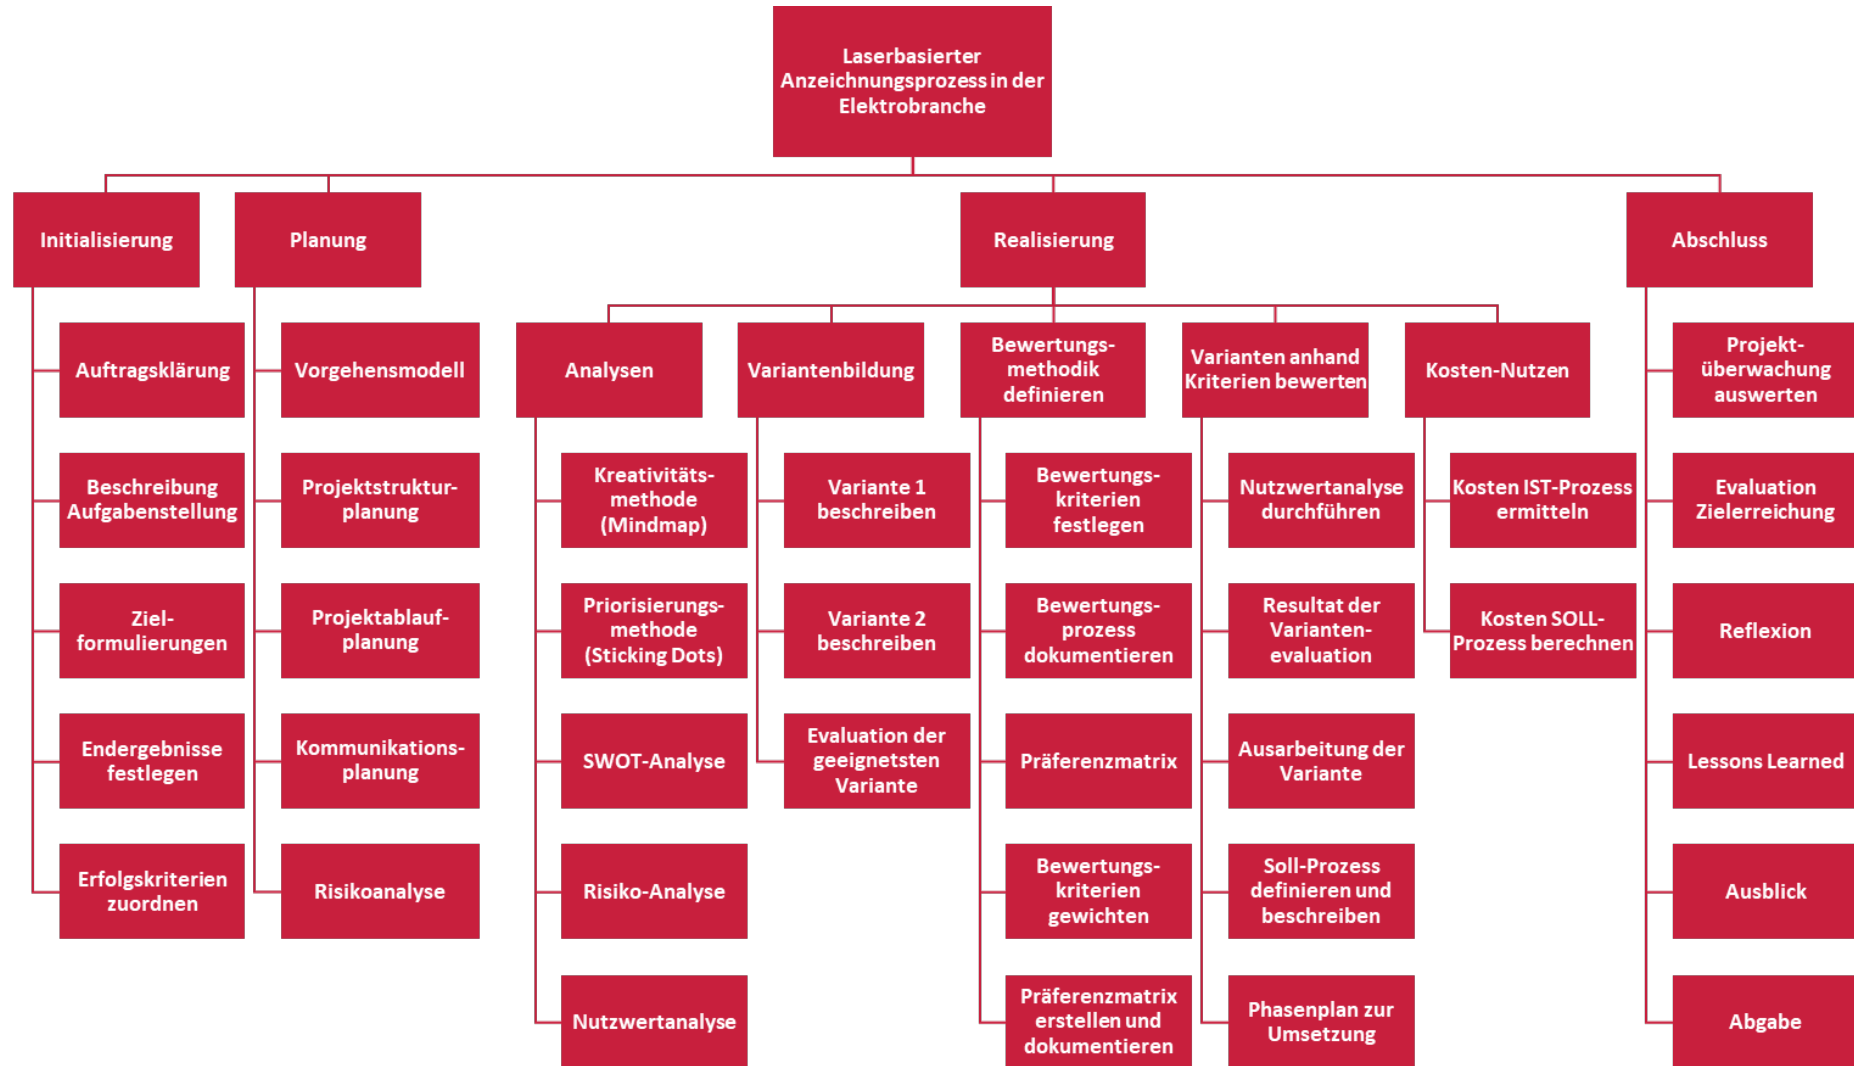 Laserbasierter
Anzeichnungsprozess in der
Elektrobranche
Initialisierung
Planung
Realisierung
Abschluss
Auftragsklärung
Beschreibung
Aufgabenstellung
Ziel-
formulierungen
Endergebnisse
festlegen
Erfolgskriterien
zuordnen
Vorgehensmodell
Projektstruktur-
planung
Projektablauf-
planung
Kommunikations-
planung
Risikoanalyse
Analysen
Kreativitäts-
methode
(Mindmap)
Priorisierungs-
methode
(Sticking Dots)
SWOT-Analyse
Risiko-Analyse
Nutzwertanalyse
Variantenbildung
Variante 1
beschreiben
Variante 2
beschreiben
Evaluation der
geeignetsten
Variante
Bewertungs-
methodik
definieren
Bewertungs-
kriterien
festlegen
Bewertungs-
prozess
dokumentieren
Präferenzmatrix
Bewertungs-
kriterien
gewichten
Präferenzmatrix
erstellen und
dokumentieren
Varianten anhand
Kriterien bewerten
Nutzwertanalyse
durchführen
Resultat der
Varianten-
evaluation
Ausarbeitung der
Variante
Soll-Prozess
definieren und
beschreiben
Phasenplan zur
Umsetzung
Kosten-Nutzen
Kosten IST-Prozess
ermitteln
Kosten SOLL-
Prozess berechnen
Projekt-
überwachung
auswerten
Evaluation
Zielerreichung
Reflexion
Lessons Learned
Ausblick
Abgabe